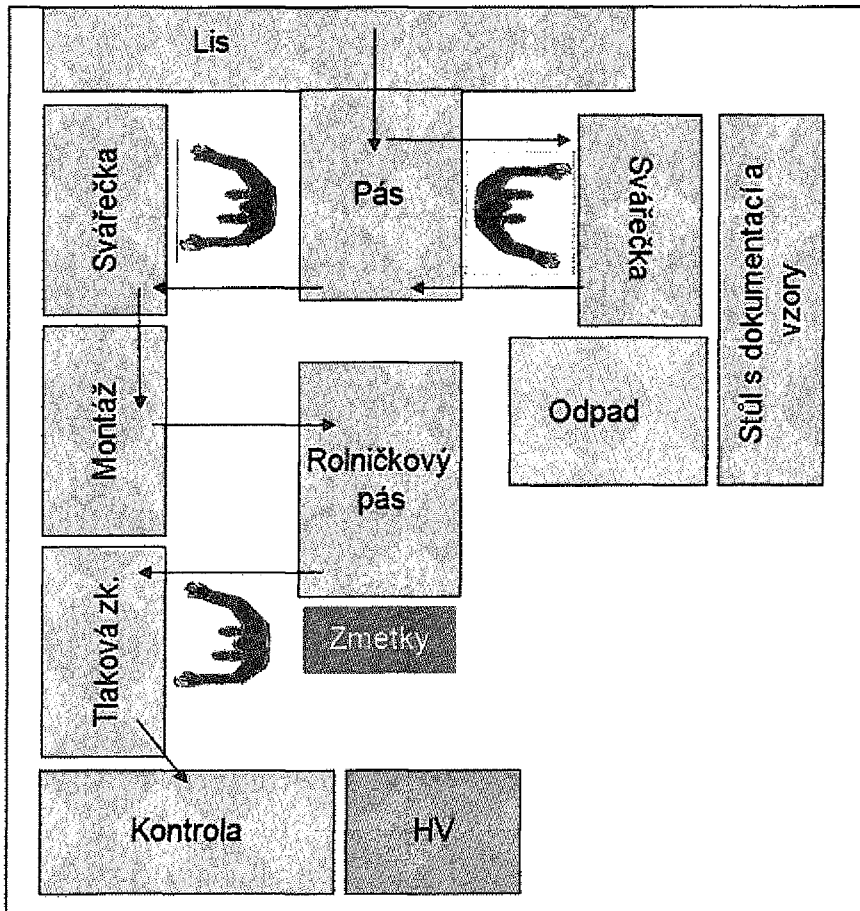 Lis
Svářečka
Pás
Svářečka
Stůl s dokumentací a
vzory
Montáž
Rolničkový
pás
Odpad
Tlaková zk.
Zmetky
Kontrola
HV